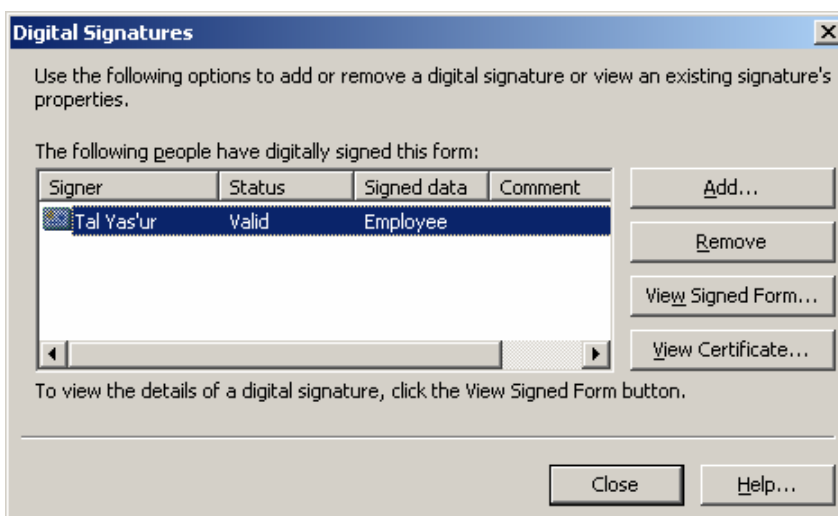 Digital Signatures
Use the following options to add or remove a digital signature or view an existing signature's
properties.
The following people have digitally signed this form:
Signer Status Signed data Comment
Tal Yas'ur Valid Employee
Add...
Remove
View Signed Form...
View Certificate...
To view the details of a digital signature, click the View Signed Form button.
Close Help...